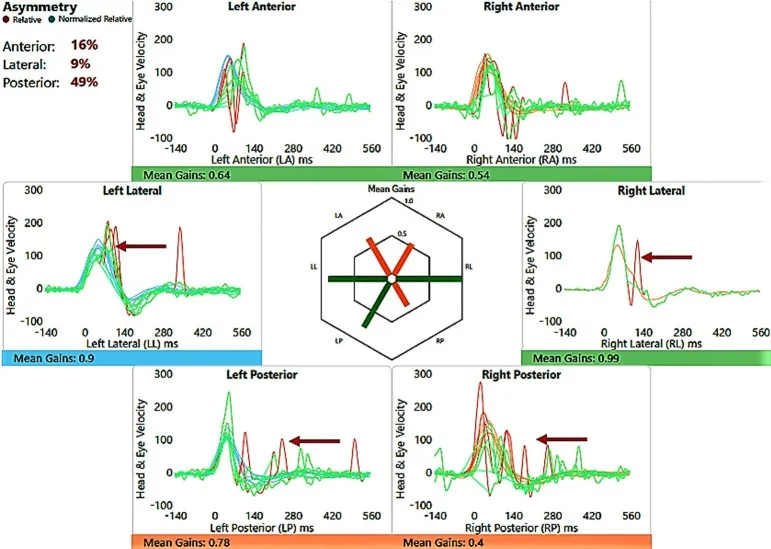 Asymmetry
Relative Normalized Relative
Anterior: 16%
Lateral: 9%
Posterior: 49%
Left Anterior
Head & Eye Velocity
300
200
100
0
-100
-140 0 140 280 420 560
Left Anterior (LA) ms
Mean Gains: 0.64
Right Anterior
Head & Eye Velocity
300
200
100
0
-100
-140 0 140 280 420 560
Right Anterior (RA) ms
Mean Gains: 0.54
Left Lateral
Head & Eye Velocity
300
200
100
0
-100
-140 0 140 280 420 560
Left Lateral (LL) ms
Mean Gains: 0.9
Mean Gains
1.0
LA RA
0.5
LL RL
LP RP
Right Lateral
Head & Eye Velocity
300
200
100
0
-100
-140 0 140 280 420 560
Right Lateral (RL) ms
Mean Gains: 0.99
Left Posterior
Head & Eye Velocity
300
200
100
0
-100
-140 0 140 280 420 560
Left Posterior (LP) ms
Mean Gains: 0.78
Right Posterior
Head & Eye Velocity
300
200
100
0
-100
-140 0 140 280 420 560
Right Posterior (RP) ms
Mean Gains: 0.4